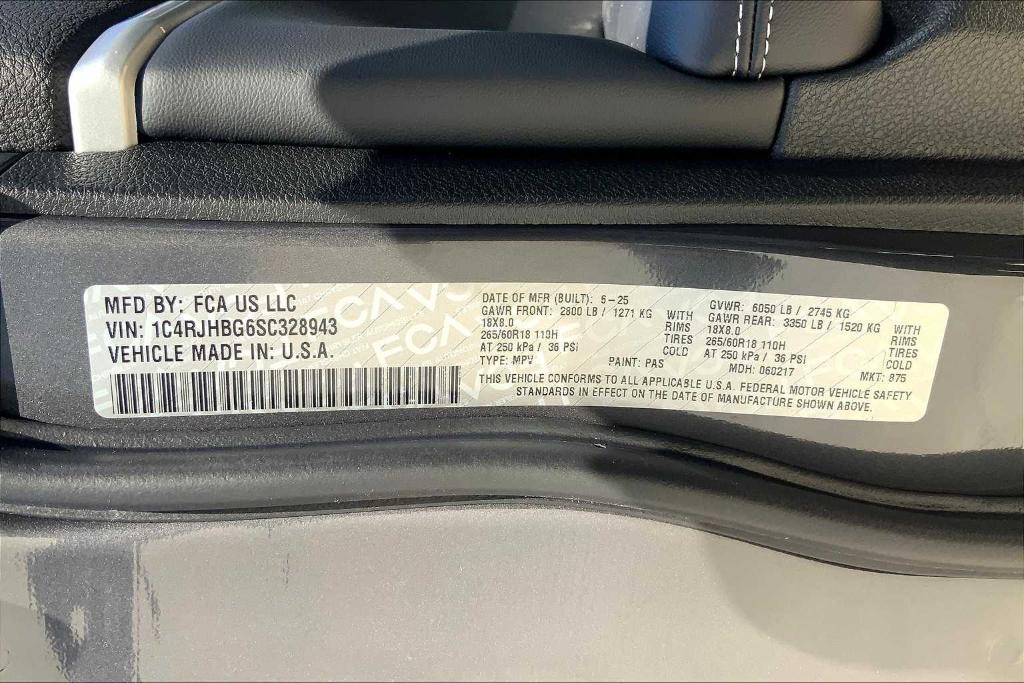 MFD BY: FCA US LLC
VIN: 1C4RJHBG6SC328943
VEHICLE MADE IN: U.S.A.
DATE OF MFR (BUILT): 5-25
GAWR FRONT: 2800 LB / 1271 KG WITH
18X8.0 RIMS
265/60R18 110H TIRES
AT 250 kPa / 36 PSI COLD
TYPE: MPV PAINT: PAS
GVWR: 6050 LB / 2745 KG
GAWR REAR: 3350 LB / 1520 KG WITH
18X8.0 RIMS
265/60R18 110H TIRES
AT 250 kPa / 36 PSI COLD
MDH: 060217 MKT: 875
THIS VEHICLE CONFORMS TO ALL APPLICABLE U.S.A. FEDERAL MOTOR VEHICLE SAFETY
STANDARDS IN EFFECT ON THE DATE OF MANUFACTURE SHOWN ABOVE.